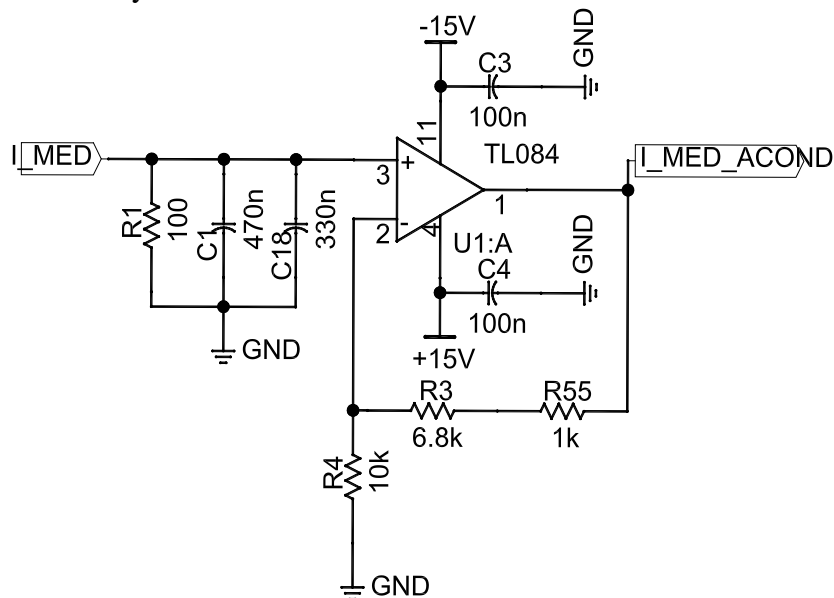 -15V
GND
C3
100n
11
I_MED
+
3
TL084
I_MED_ACOND
1
R1
100
C1
470n
C18
330n
-
2
4
U1:A
C4
100n
GND
GND
+15V
R3
6.8k
R55
1k
R4
10k
GND